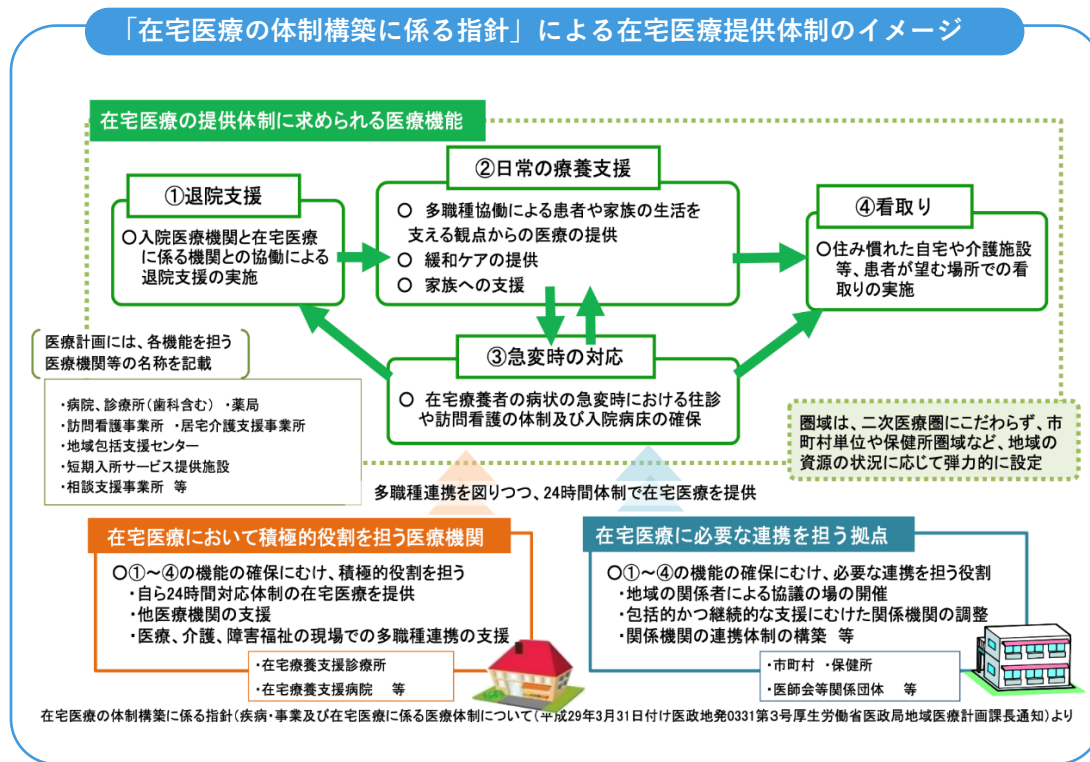 「在宅医療の体制構築に係る指針」による在宅医療提供体制のイメージ
在宅医療の提供体制に求められる医療機能
①退院支援
○入院医療機関と在宅医療
に係る機関との協働による
退院支援の実施
②日常の療養支援
○ 多職種協働による患者や家族の生活を
支える観点からの医療の提供
○ 緩和ケアの提供
○ 家族への支援
④看取り
○住み慣れた自宅や介護施設
等、患者が望む場所での看
取りの実施
③急変時の対応
○ 在宅療養者の病状の急変時における往診
や訪問看護の体制及び入院病床の確保
医療計画には、各機能を担う
医療機関等の名称を記載
・病院、診療所(歯科含む) ・薬局
・訪問看護事業所 ・居宅介護支援事業所
・地域包括支援センター
・短期入所サービス提供施設
・相談支援事業所 等
圏域は、二次医療圏にこだわらず、市
町村単位や保健所圏域など、地域の
資源の状況に応じて弾力的に設定
多職種連携を図りつつ、24時間体制で在宅医療を提供
在宅医療において積極的役割を担う医療機関
○①～④の機能の確保にむけ、積極的役割を担う
・自ら24時間対応体制の在宅医療を提供
・他医療機関の支援
・医療、介護、障害福祉の現場での多職種連携の支援
・在宅療養支援診療所
・在宅療養支援病院 等
在宅医療に必要な連携を担う拠点
○①～④の機能の確保にむけ、必要な連携を担う役割
・地域の関係者による協議の場の開催
・包括的かつ継続的な支援にむけた関係機関の調整
・関係機関の連携体制の構築 等
・市町村 ・保健所
・医師会等関係団体 等
在宅医療の体制構築に係る指針(疾病・事業及び在宅医療に係る医療体制について(平成29年3月31日付け医政地発0331第3号厚生労働省医政局地域医療計画課長通知)より